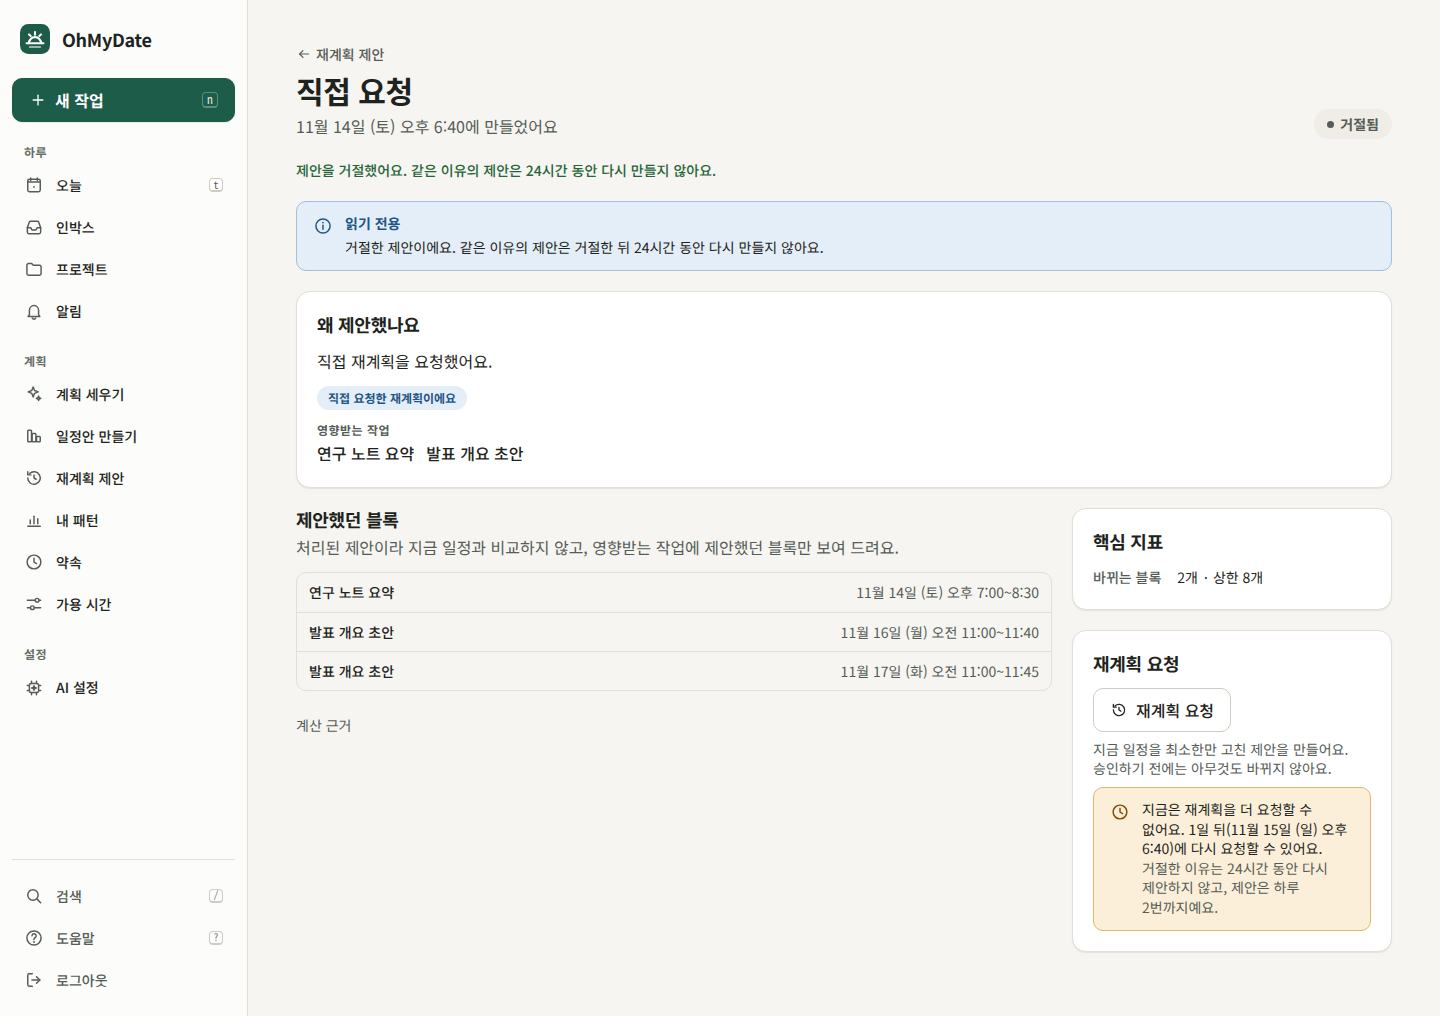 OhMyDate
새 작업
n
하루
오늘
t
인박스
프로젝트
알림
계획
계획 세우기
일정안 만들기
재계획 제안
내 패턴
약속
가용 시간
설정
AI 설정
검색
/
도움말
?
로그아웃
← 재계획 제안
직접 요청
11월 14일 (토) 오후 6:40에 만들었어요
거절됨
제안을 거절했어요. 같은 이유의 제안은 24시간 동안 다시 만들지 않아요.
읽기 전용
거절한 제안이에요. 같은 이유의 제안은 거절한 뒤 24시간 동안 다시 만들지 않아요.
왜 제안했나요
직접 재계획을 요청했어요.
직접 요청한 재계획이에요
영향받는 작업
연구 노트 요약 발표 개요 초안
제안했던 블록
처리된 제안이라 지금 일정과 비교하지 않고, 영향받는 작업에 제안했던 블록만 보여 드려요.
연구 노트 요약 11월 14일 (토) 오후 7:00~8:30
발표 개요 초안 11월 16일 (월) 오전 11:00~11:40
발표 개요 초안 11월 17일 (화) 오전 11:00~11:45
계산 근거
핵심 지표
바뀌는 블록 2개 · 상한 8개
재계획 요청
재계획 요청
지금 일정을 최소한만 고친 제안을 만들어요.
승인하기 전에는 아무것도 바뀌지 않아요.
지금은 재계획을 더 요청할 수
없어요. 1일 뒤(11월 15일 (일) 오후
6:40)에 다시 요청할 수 있어요.
거절한 이유는 24시간 동안 다시
제안하지 않고, 제안은 하루
2번까지예요.